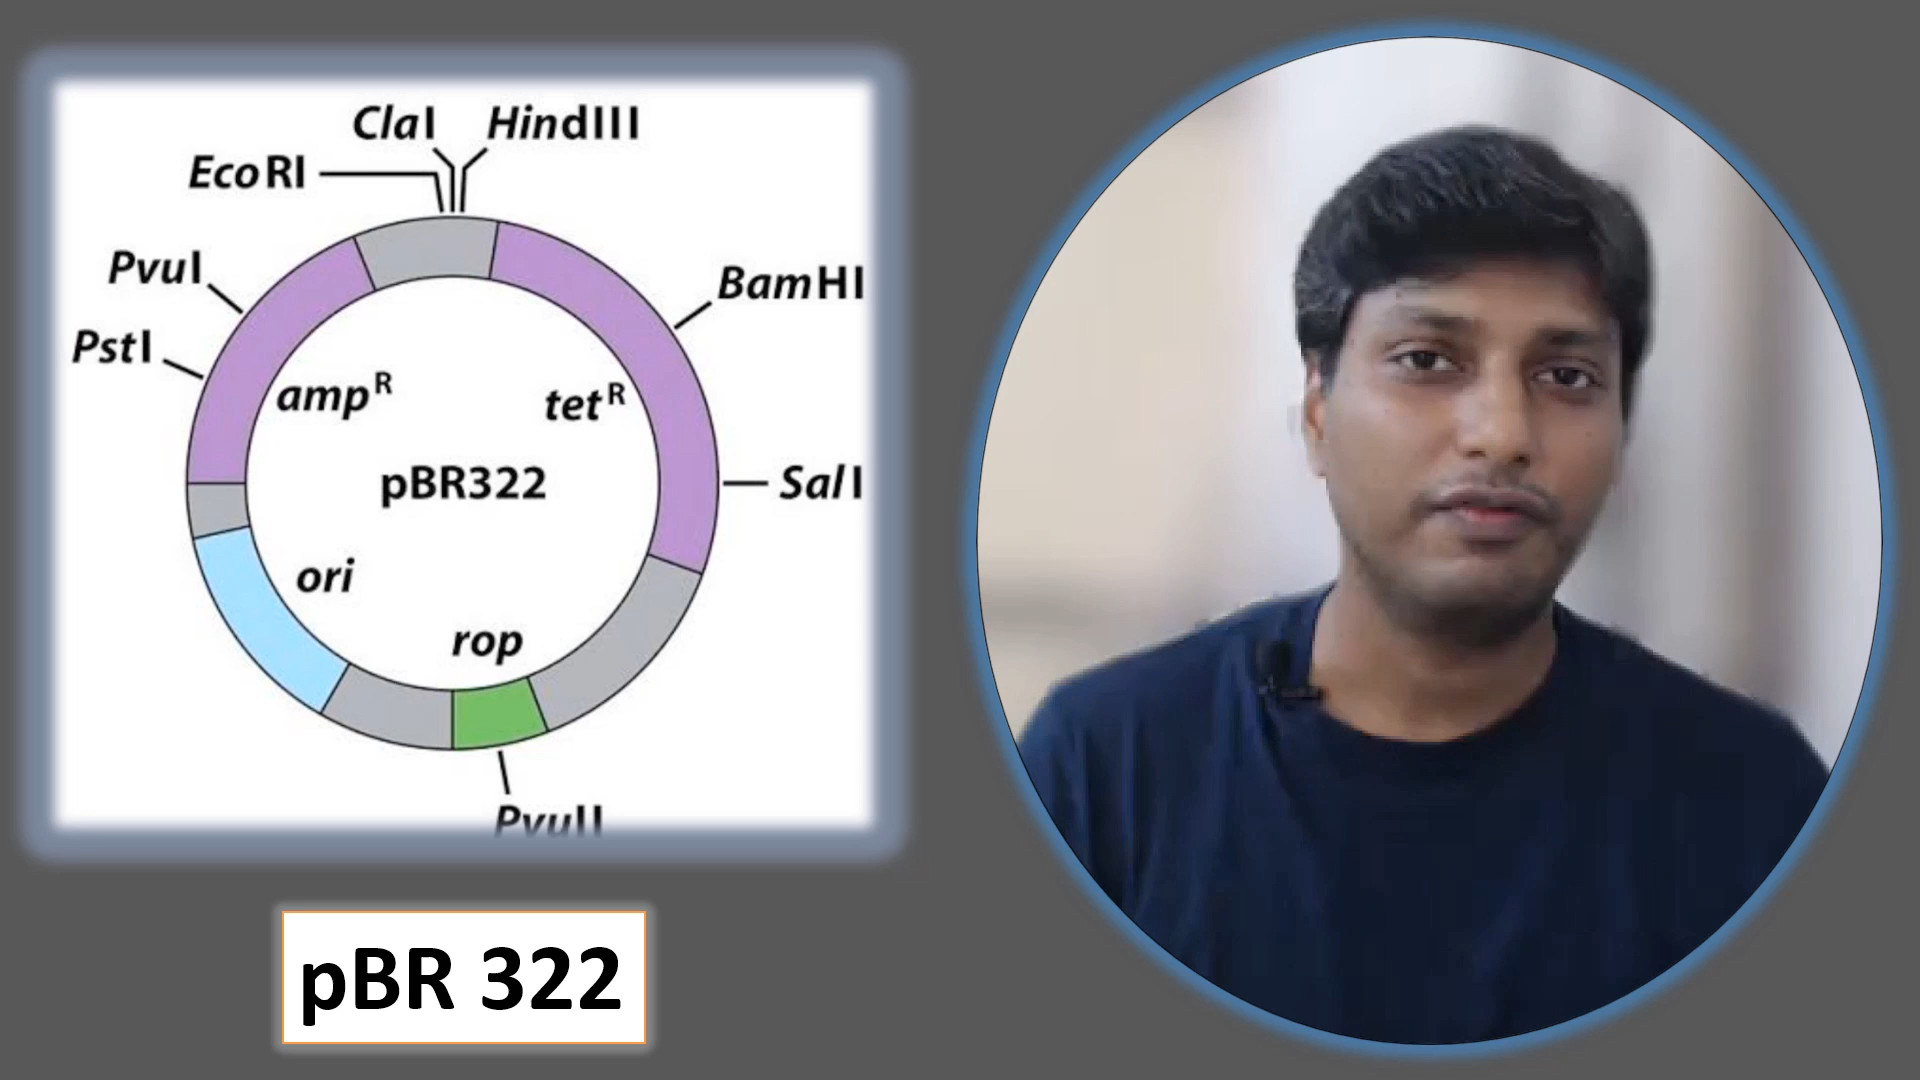 ClaI HindIII
EcoRI
PvuI
BamHI
PstI
amp^R
tet^R
pBR322
SalI
ori
rop
PvuII
pBR 322